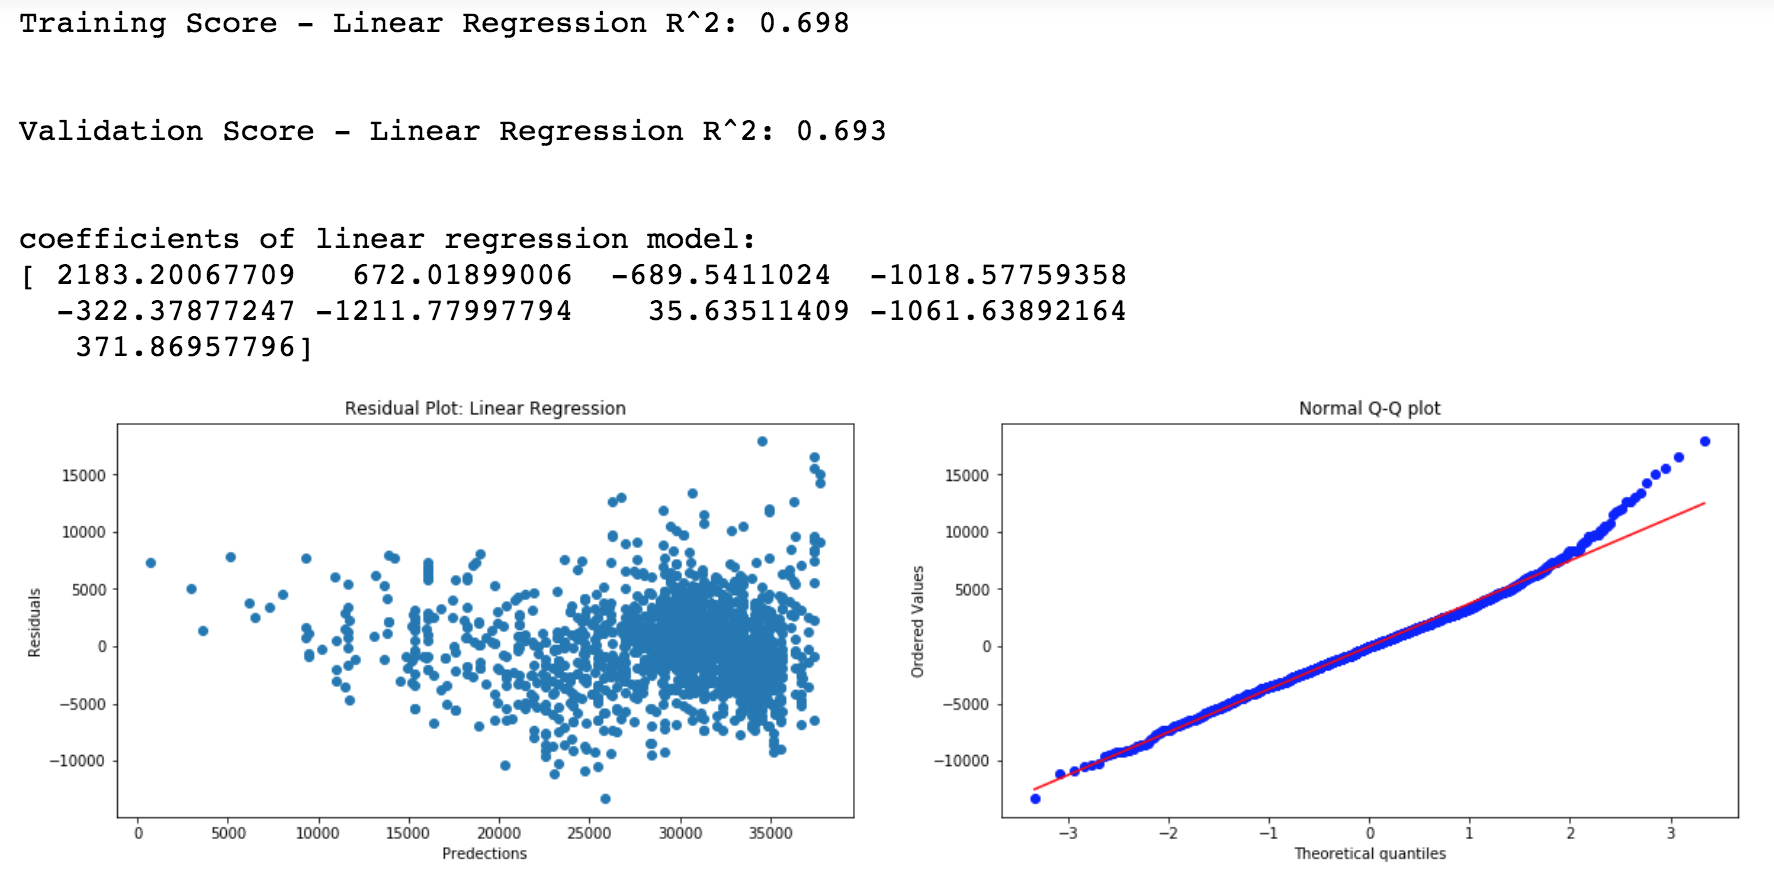 Training Score - Linear Regression R^2: 0.698
Validation Score - Linear Regression R^2: 0.693
coefficients of linear regression model:
[ 2183.20067709   672.01899006  -689.5411024  -1018.57759358
  -322.37877247 -1211.77997794    35.63511409 -1061.63892164
   371.86957796]
Residual Plot: Linear Regression
Residuals
15000
10000
5000
0
−5000
−10000
0 5000 10000 15000 20000 25000 30000 35000
Predections
Normal Q-Q plot
Ordered Values
15000
10000
5000
0
−5000
−10000
−3 −2 −1 0 1 2 3
Theoretical quantiles